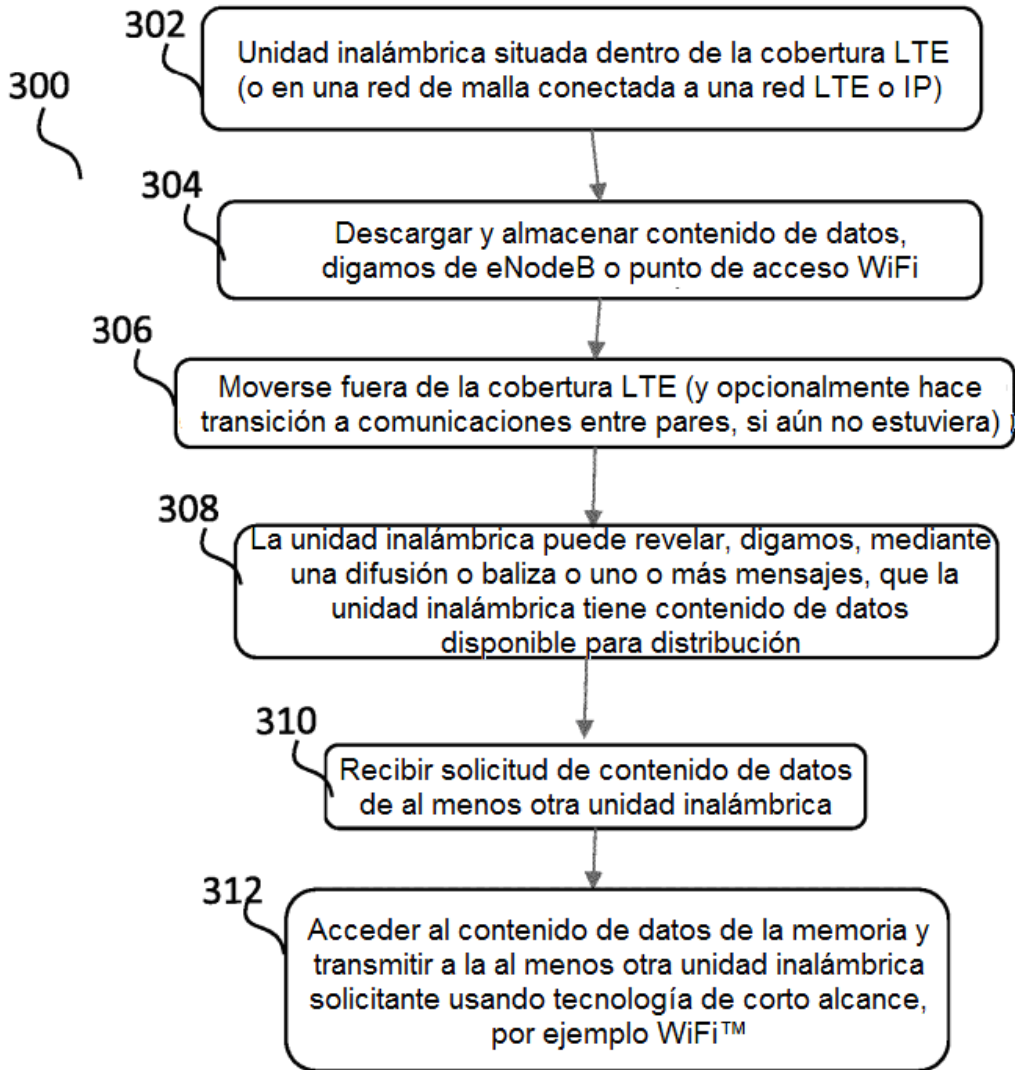 302
Unidad inalámbrica situada dentro de la cobertura LTE
(o en una red de malla conectada a una red LTE o IP)
300
304
Descargar y almacenar contenido de datos,
digamos de eNodeB o punto de acceso WiFi
306
Moverse fuera de la cobertura LTE (y opcionalmente hace
transición a comunicaciones entre pares, si aún no estuviera)
308
La unidad inalámbrica puede revelar, digamos, mediante
una difusión o baliza o uno o más mensajes, que la
unidad inalámbrica tiene contenido de datos
disponible para distribución
310
Recibir solicitud de contenido de datos
de al menos otra unidad inalámbrica
312
Acceder al contenido de datos de la memoria y
transmitir a la al menos otra unidad inalámbrica
solicitante usando tecnología de corto alcance,
por ejemplo WiFi™